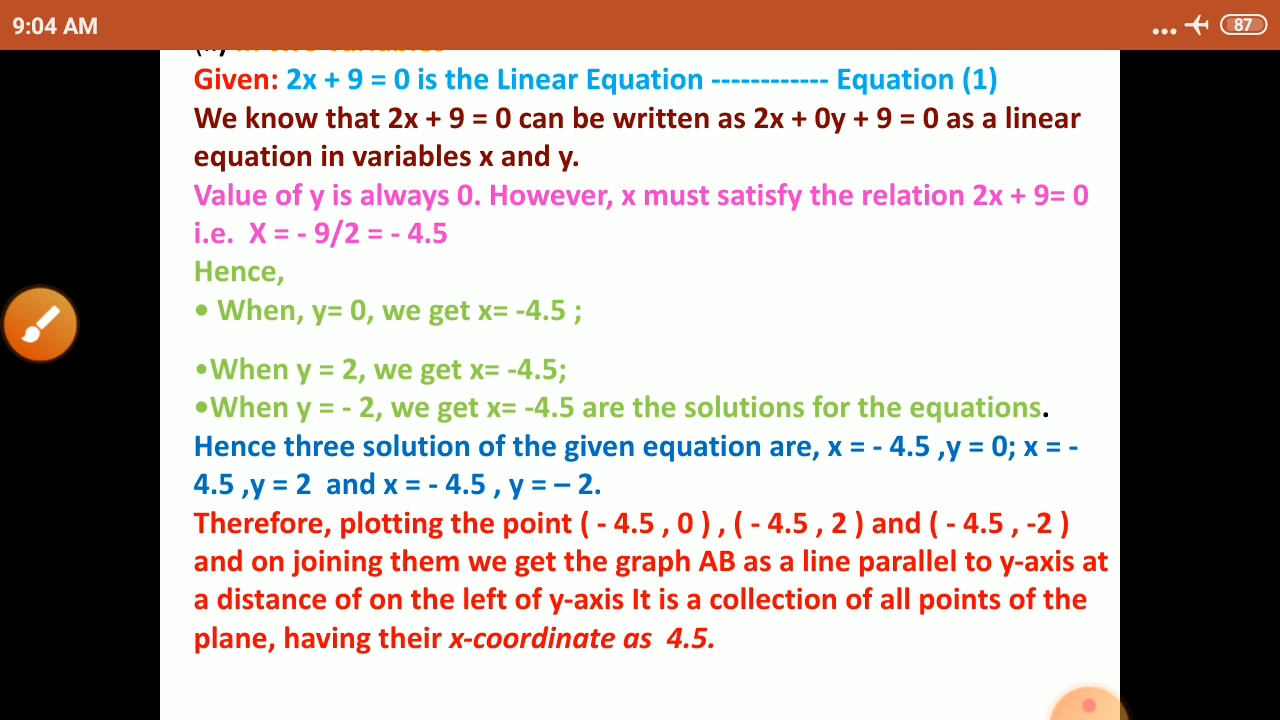 9:04 AM
87
Given: 2x + 9 = 0 is the Linear Equation ------------ Equation (1)
We know that 2x + 9 = 0 can be written as 2x + 0y + 9 = 0 as a linear
equation in variables x and y.
Value of y is always 0. However, x must satisfy the relation 2x + 9= 0
i.e. X = - 9/2 = - 4.5
Hence,
• When, y= 0, we get x= -4.5 ;
•When y = 2, we get x= -4.5;
•When y = - 2, we get x= -4.5 are the solutions for the equations.
Hence three solution of the given equation are, x = - 4.5 ,y = 0; x = -
4.5 ,y = 2 and x = - 4.5 , y = – 2.
Therefore, plotting the point ( - 4.5 , 0 ) , ( - 4.5 , 2 ) and ( - 4.5 , -2 )
and on joining them we get the graph AB as a line parallel to y-axis at
a distance of on the left of y-axis It is a collection of all points of the
plane, having their x-coordinate as 4.5.